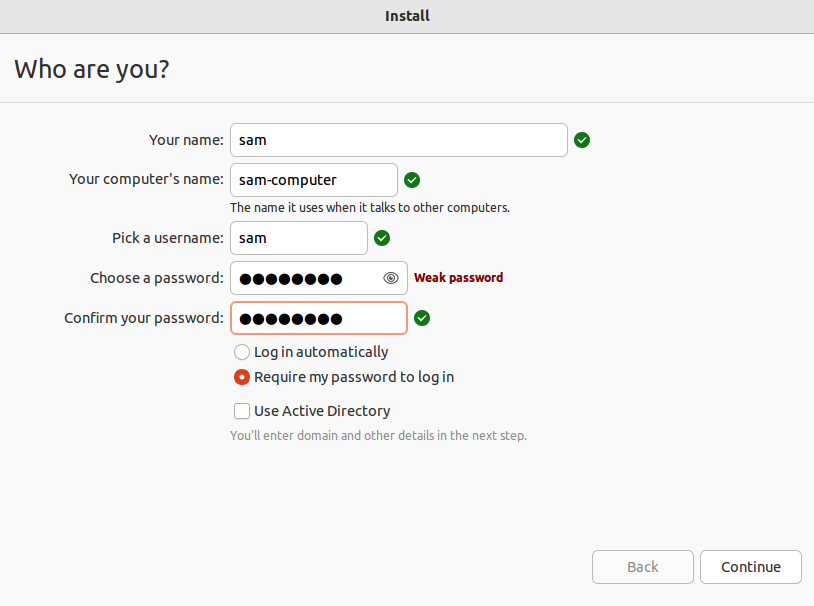 Install
Who are you?
Your name: sam
Your computer's name: sam-computer
The name it uses when it talks to other computers.
Pick a username: sam
Choose a password: ●●●●●●●● Weak password
Confirm your password: ●●●●●●●●
Log in automatically
Require my password to log in
Use Active Directory
You'll enter domain and other details in the next step.
Back Continue